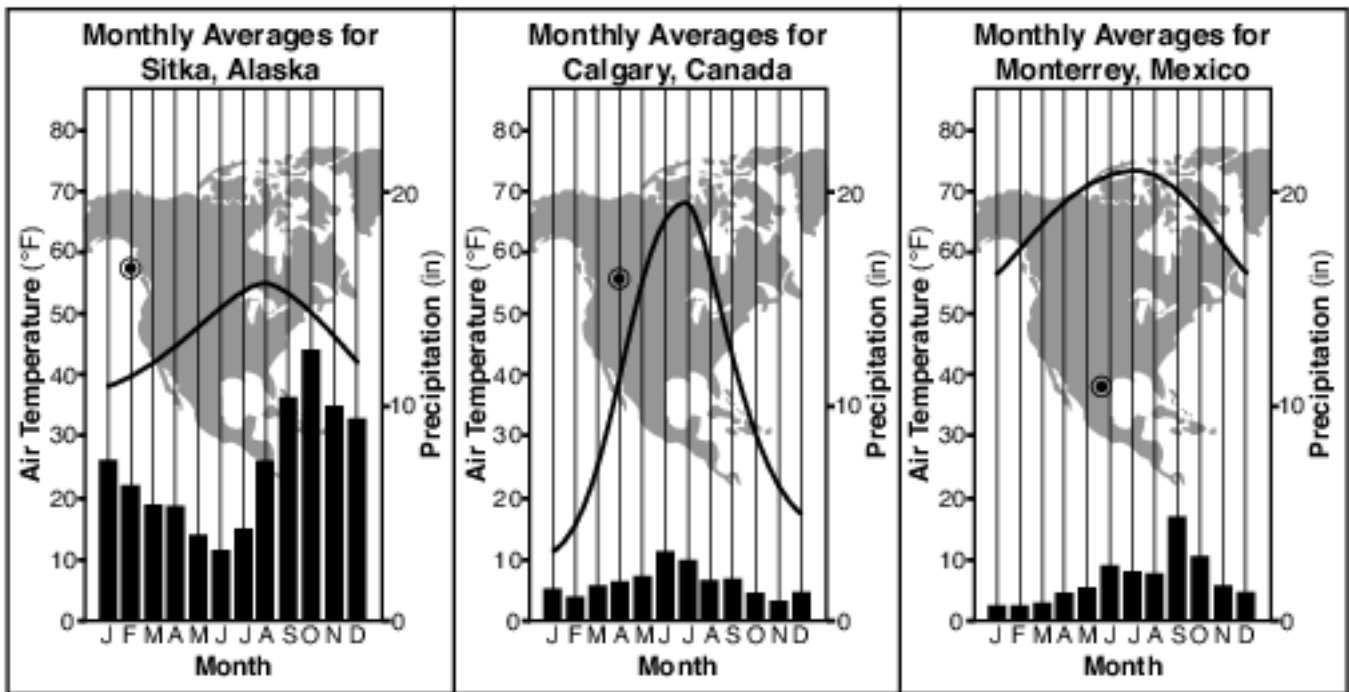 Monthly Averages for
Sitka, Alaska
Air Temperature (°F)
80
70
60
50
40
30
20
10
0
Precipitation (in)
20
10
0
J F M A M J J A S O N D
Month
Monthly Averages for
Calgary, Canada
Air Temperature (°F)
80
70
60
50
40
30
20
10
0
Precipitation (in)
20
10
0
J F M A M J J A S O N D
Month
Monthly Averages for
Monterrey, Mexico
Air Temperature (°F)
80
70
60
50
40
30
20
10
0
Precipitation (in)
20
10
0
J F M A M J J A S O N D
Month